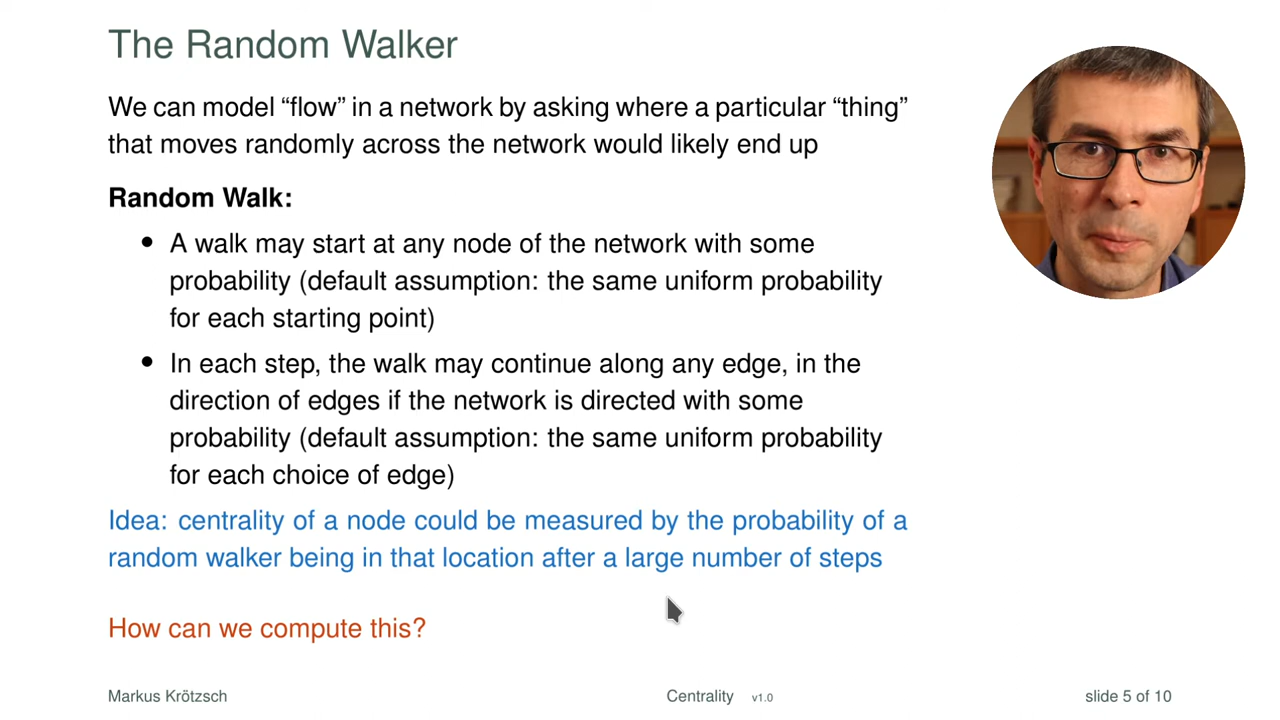 The Random Walker
We can model “flow” in a network by asking where a particular “thing”
that moves randomly across the network would likely end up
Random Walk:
• A walk may start at any node of the network with some
probability (default assumption: the same uniform probability
for each starting point)
• In each step, the walk may continue along any edge, in the
direction of edges if the network is directed with some
probability (default assumption: the same uniform probability
for each choice of edge)
Idea: centrality of a node could be measured by the probability of a
random walker being in that location after a large number of steps
How can we compute this?
Markus Krötzsch Centrality v1.0 slide 5 of 10